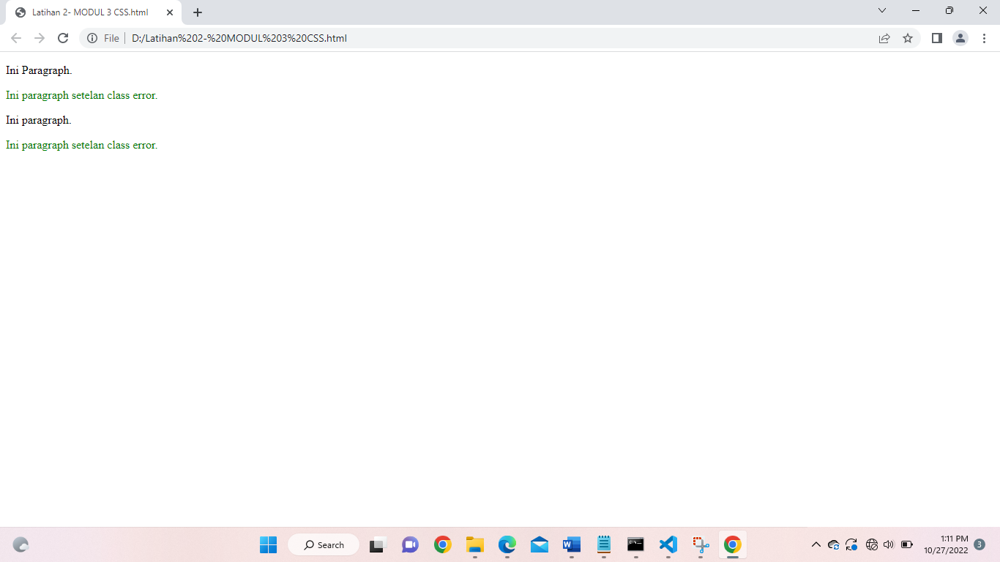 Latihan 2- MODUL 3 CSS.html
File
D:/Latihan%202-%20MODUL%203%20CSS.html
Ini Paragraph.
Ini paragraph setelan class error.
Ini paragraph.
Ini paragraph setelan class error.
Search
1:11 PM
10/27/2022
3